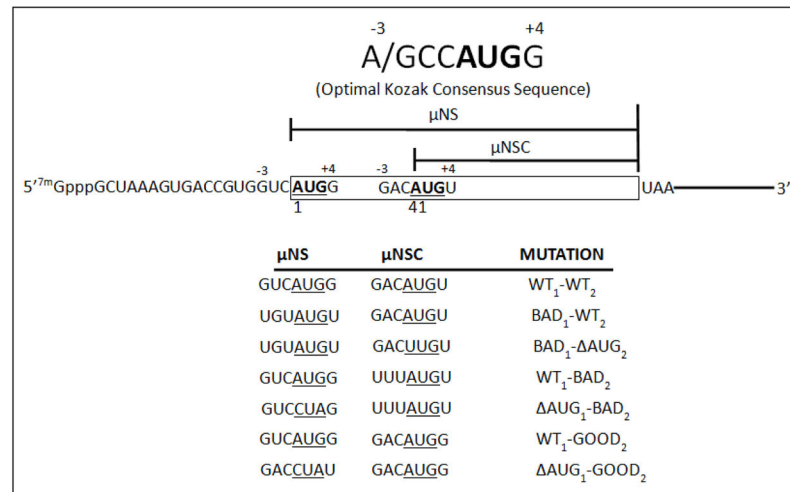 -3 +4
A/GCCAUGG
(Optimal Kozak Consensus Sequence)
µNS
µNSC
-3 +4 -3 +4
5'⁷ᵐGpppGCUAAAGUGACCGUGGUCAUGG GACAUGU UAA 3'
1 41
µNS µNSC MUTATION
GUCAUGG GACAUGU WT₁-WT₂
UGUAUGU GACAUGU BAD₁-WT₂
UGUAUGU GACUUGU BAD₁-ΔAUG₂
GUCAUGG UUUAUGU WT₁-BAD₂
GUCCUAG UUUAUGU ΔAUG₁-BAD₂
GUCAUGG GACAUGG WT₁-GOOD₂
GACCUAU GACAUGG ΔAUG₁-GOOD₂